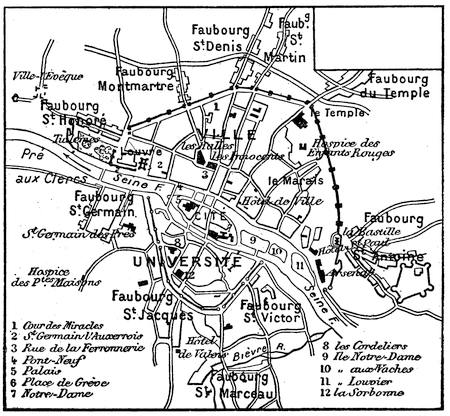 Faubourg
St Denis
Faubg
St
Martin
Ville-l'Evêque
Faubourg
Montmartre
Faubourg
du Temple
Faubourg
St Honoré
1
le Temple
Tuileries
VILLE
Louvre
2
les Halles
les Innocents
3
Hospice des
Enfants Rouges
Pré
aux Clercs
Seine F.
4
le Marais
6
Hôtel de Ville
Faubourg
St Germain
5
CITÉ
7
Faubourg
St Antoine
la Bastille
St Paul
St Germain des Prés
8
9
10
11
Arsenal
UNIVERSITÉ
12
Hospice
des Ptes Maisons
Seine F.
Faubourg
St Jacques
Faubourg
St Victor
Hôtel
de Valois
Bièvre R.
Faubourg
St Marceau
1 Cour des Miracles
2 St Germain l'Auxerrois
3 Rue de la Ferronnerie
4 Pont-Neuf
5 Palais
6 Place de Grève
7 Notre-Dame
8 les Cordeliers
9 Ile Notre-Dame
10 „ aux Vaches
11 „ Louvier
12 la Sorbonne